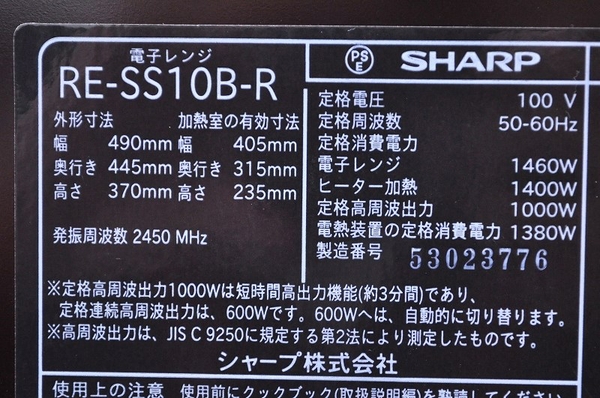 電子レンジ
RE-SS10B-R
外形寸法 加熱室の有効寸法
幅 490mm 幅 405mm
奥行き 445mm 奥行き 315mm
高さ 370mm 高さ 235mm
発振周波数 2450 MHz
PSE SHARP
定格電圧 100 V
定格周波数 50-60Hz
定格消費電力
電子レンジ 1460W
ヒーター加熱 1400W
定格高周波出力 1000W
電熱装置の定格消費電力 1380W
製造番号 53023776
※定格高周波出力1000Wは短時間高出力機能(約3分間)であり、
定格連続高周波出力は、600Wです。600Wへは、自動的に切り替ります。
※高周波出力は、JIS C 9250に規定する第2法により測定したものです。
シャープ株式会社
使用上の注意 使用前にクックブック(取扱説明編)を熟読してください